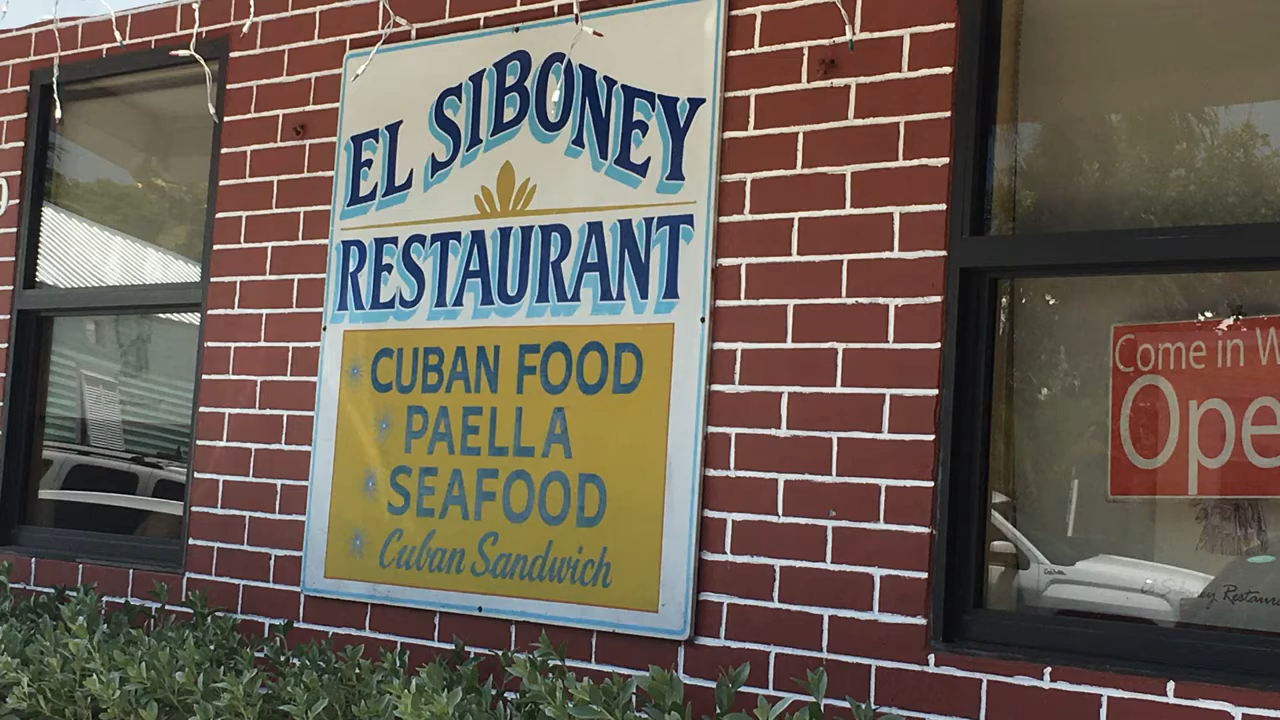 EL SIBONEY
RESTAURANT
CUBAN FOOD
PAELLA
SEAFOOD
Cuban Sandwich
Come in W
Ope